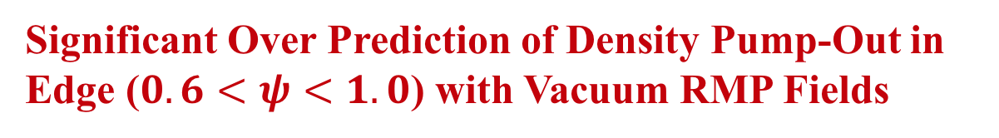 Significant Over Prediction of Density Pump-Out in
Edge (0.6 < ψ < 1.0) with Vacuum RMP Fields